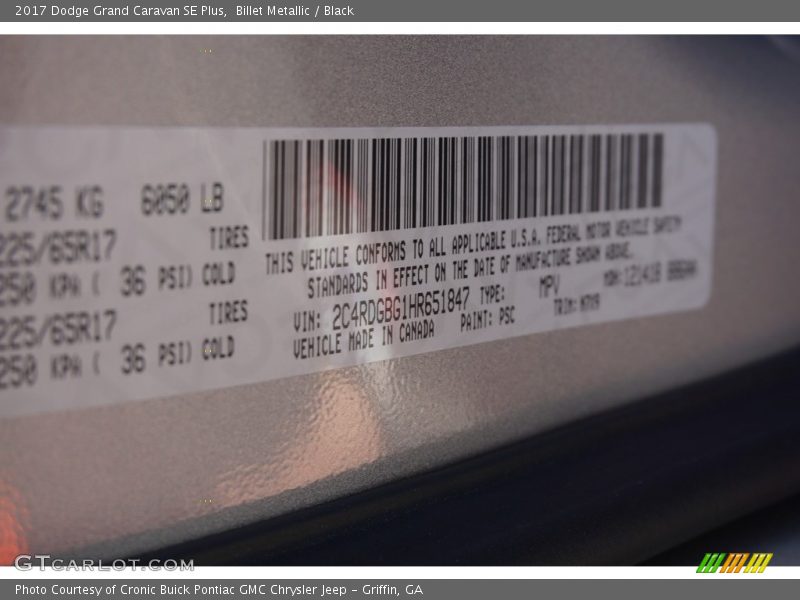 2017 Dodge Grand Caravan SE Plus, Billet Metallic / Black
2745 KG 6050 LB
225/65R17 TIRES
250 KPA ( 36 PSI) COLD
225/65R17 TIRES
250 KPA ( 36 PSI) COLD
THIS VEHICLE CONFORMS TO ALL APPLICABLE U.S.A. FEDERAL MOTOR VEHICLE SAFETY
STANDARDS IN EFFECT ON THE DATE OF MANUFACTURE SHOWN ABOVE.
VIN: 2C4RDGBG1HR651847 TYPE: MPV
VEHICLE MADE IN CANADA PAINT: PSC TRIM:
GTCARLOT.COM
Photo Courtesy of Cronic Buick Pontiac GMC Chrysler Jeep - Griffin, GA